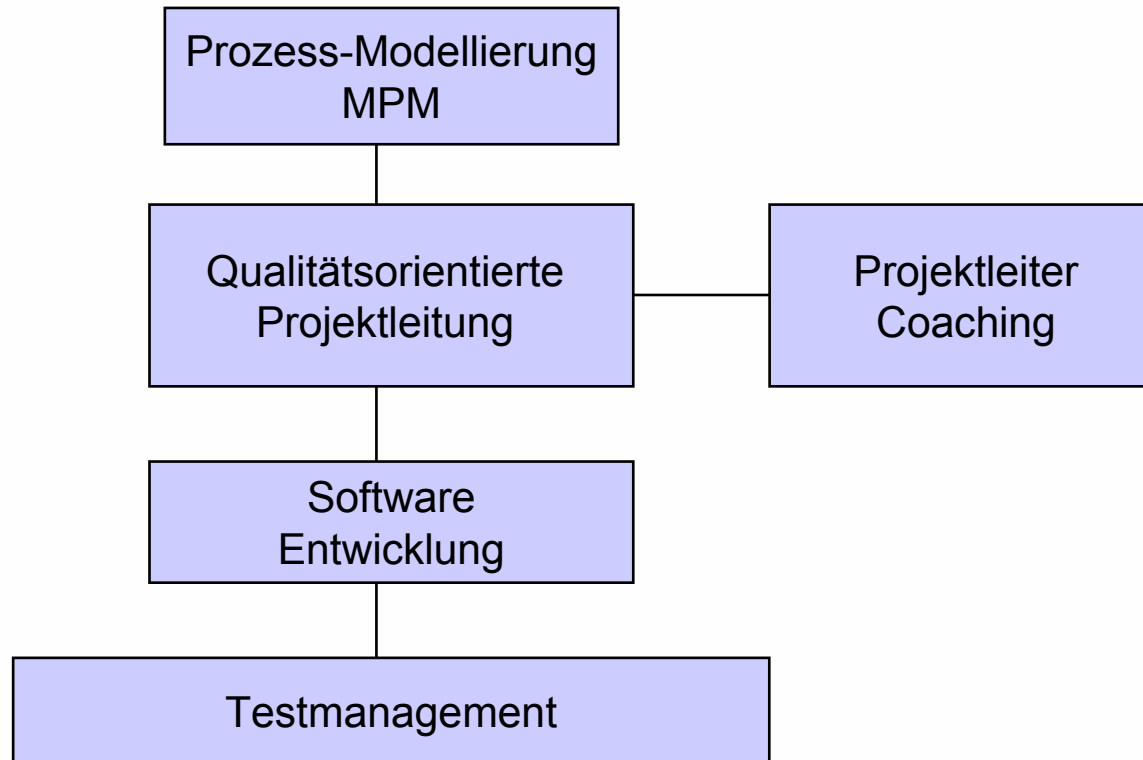 Prozess-Modellierung
MPM
Qualitätsorientierte
Projektleitung
Projektleiter
Coaching
Software
Entwicklung
Testmanagement